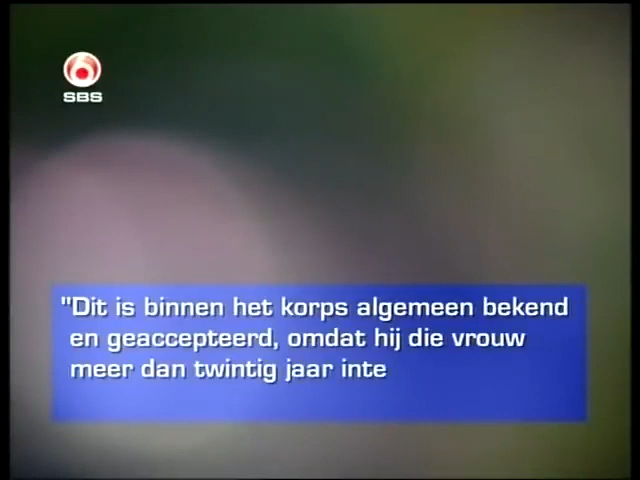 6
SBS
"Dit is binnen het korps algemeen bekend
en geaccepteerd, omdat hij die vrouw
meer dan twintig jaar inte